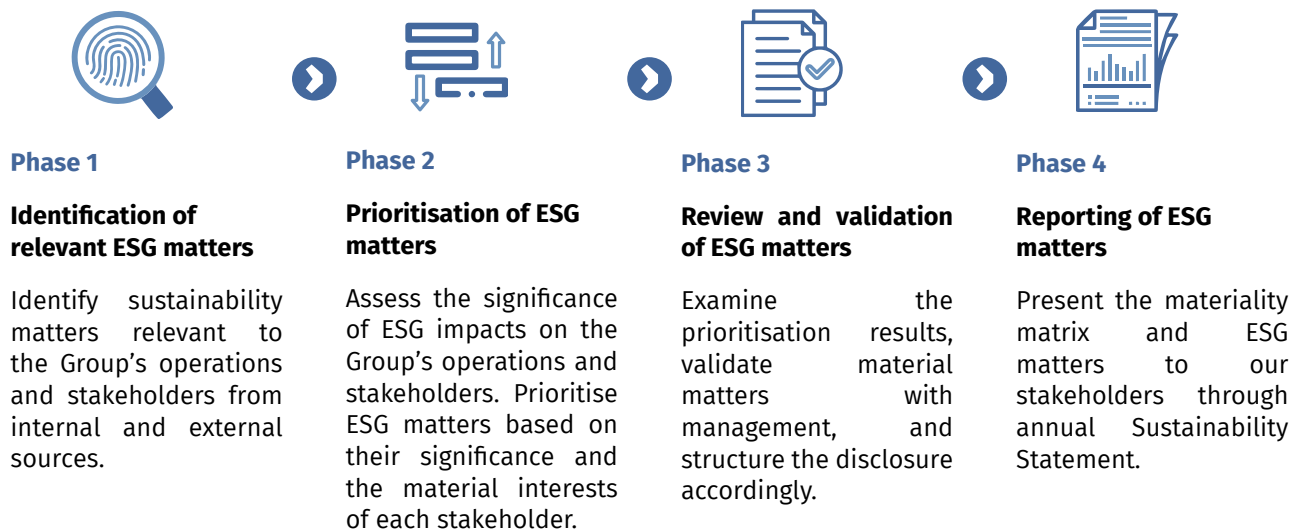 Phase 1
Identification of
relevant ESG matters
Identify sustainability
matters relevant to
the Group’s operations
and stakeholders from
internal and external
sources.
Phase 2
Prioritisation of ESG
matters
Assess the significance
of ESG impacts on the
Group’s operations and
stakeholders. Prioritise
ESG matters based on
their significance and
the material interests
of each stakeholder.
Phase 3
Review and validation
of ESG matters
Examine the
prioritisation results,
validate material
matters with
management, and
structure the disclosure
accordingly.
Phase 4
Reporting of ESG
matters
Present the materiality
matrix and ESG
matters to our
stakeholders through
annual Sustainability
Statement.